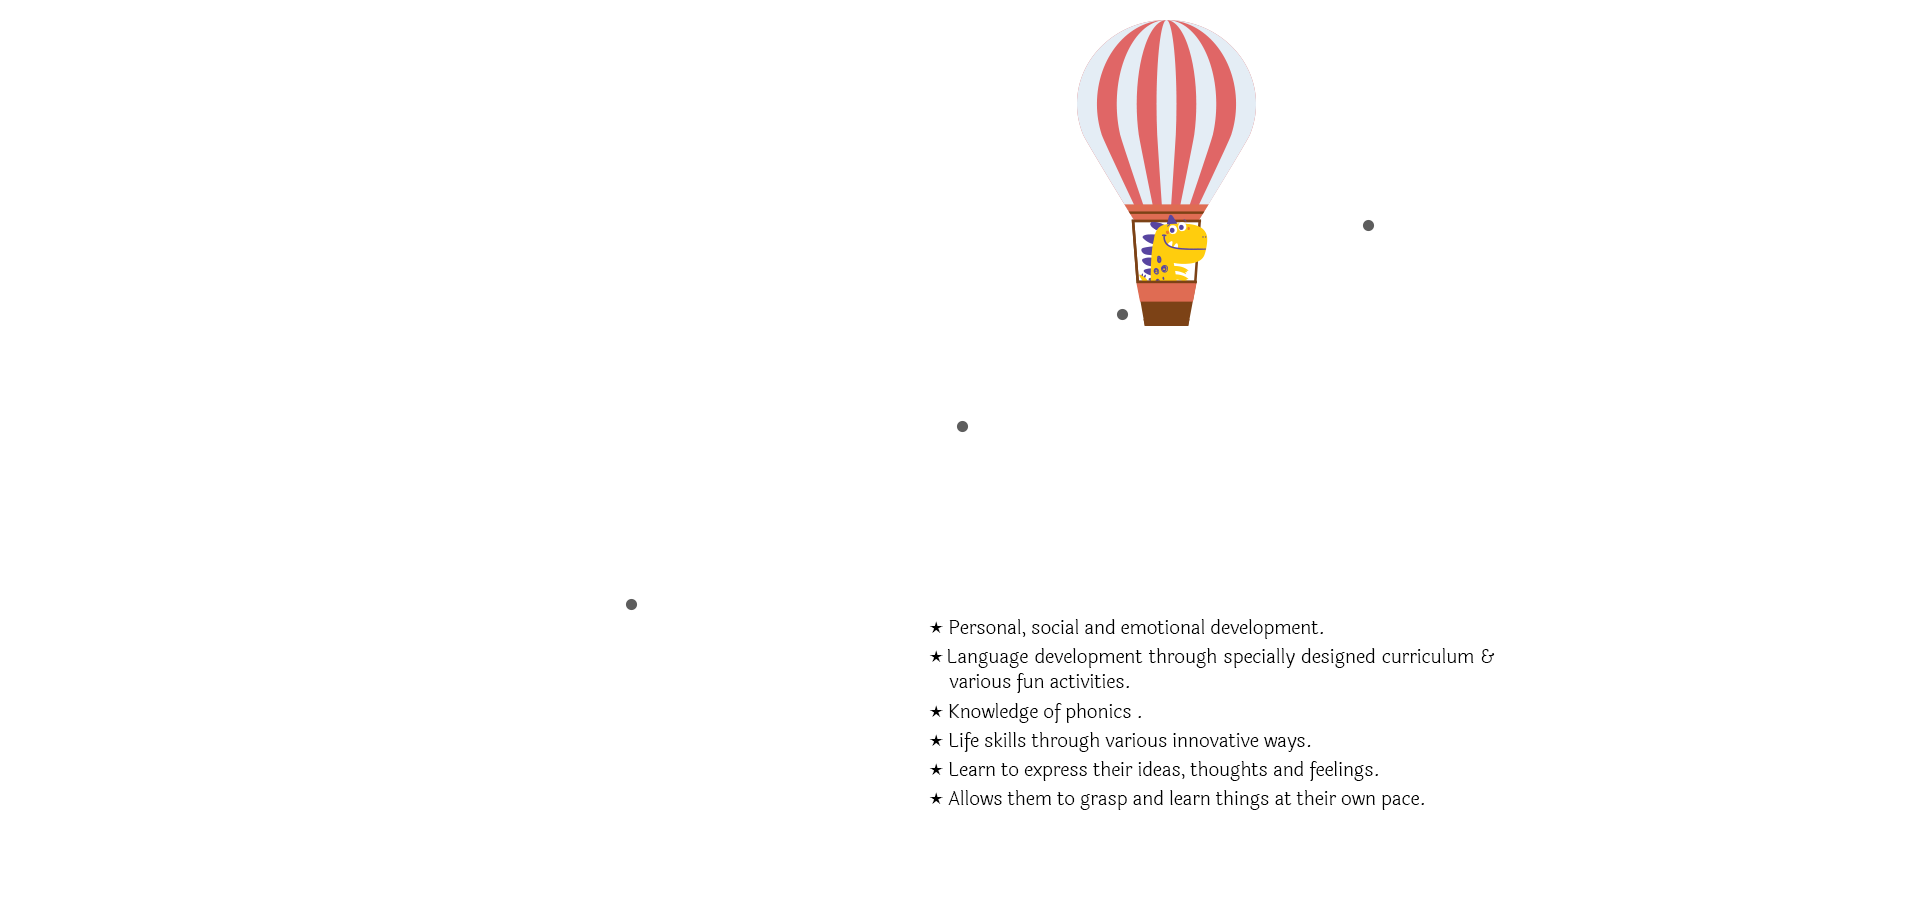 ★ Personal, social and emotional development.
★ Language development through specially designed curriculum &
various fun activities.
★ Knowledge of phonics .
★ Life skills through various innovative ways.
★ Learn to express their ideas, thoughts and feelings.
★ Allows them to grasp and learn things at their own pace.